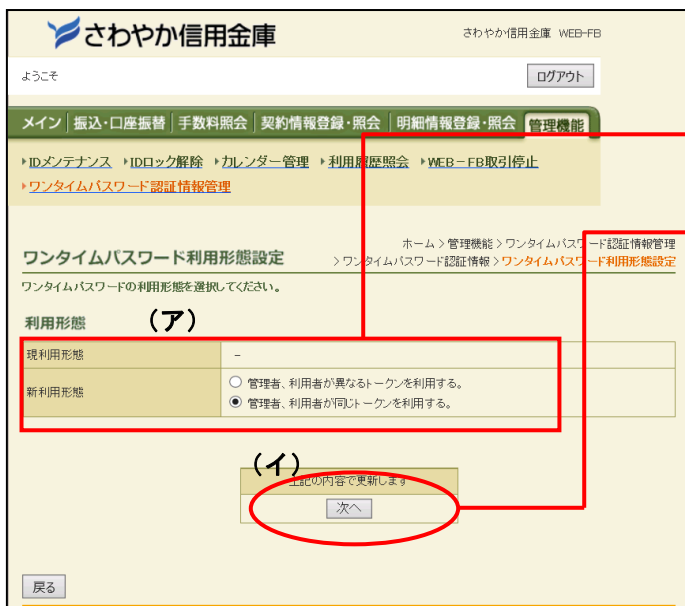 さわやか信用金庫
さわやか信用金庫 WEB-FB
ようこそ
ログアウト
メイン 振込・口座振替 手数料照会 契約情報登録・照会 明細情報登録・照会 管理機能
IDメンテナンス IDロック解除 カレンダー管理 利用履歴照会 WEB-FB取引停止
ワンタイムパスワード認証情報管理
ワンタイムパスワード利用形態設定
ホーム>管理機能>ワンタイムパスワード認証情報管理
>ワンタイムパスワード認証情報>ワンタイムパスワード利用形態設定
ワンタイムパスワードの利用形態を選択してください。
利用形態
(ア)
現利用形態 -
新利用形態
管理者、利用者が異なるトークンを利用する。
管理者、利用者が同じトークンを利用する。
(イ)
上記の内容で更新します
次へ
戻る